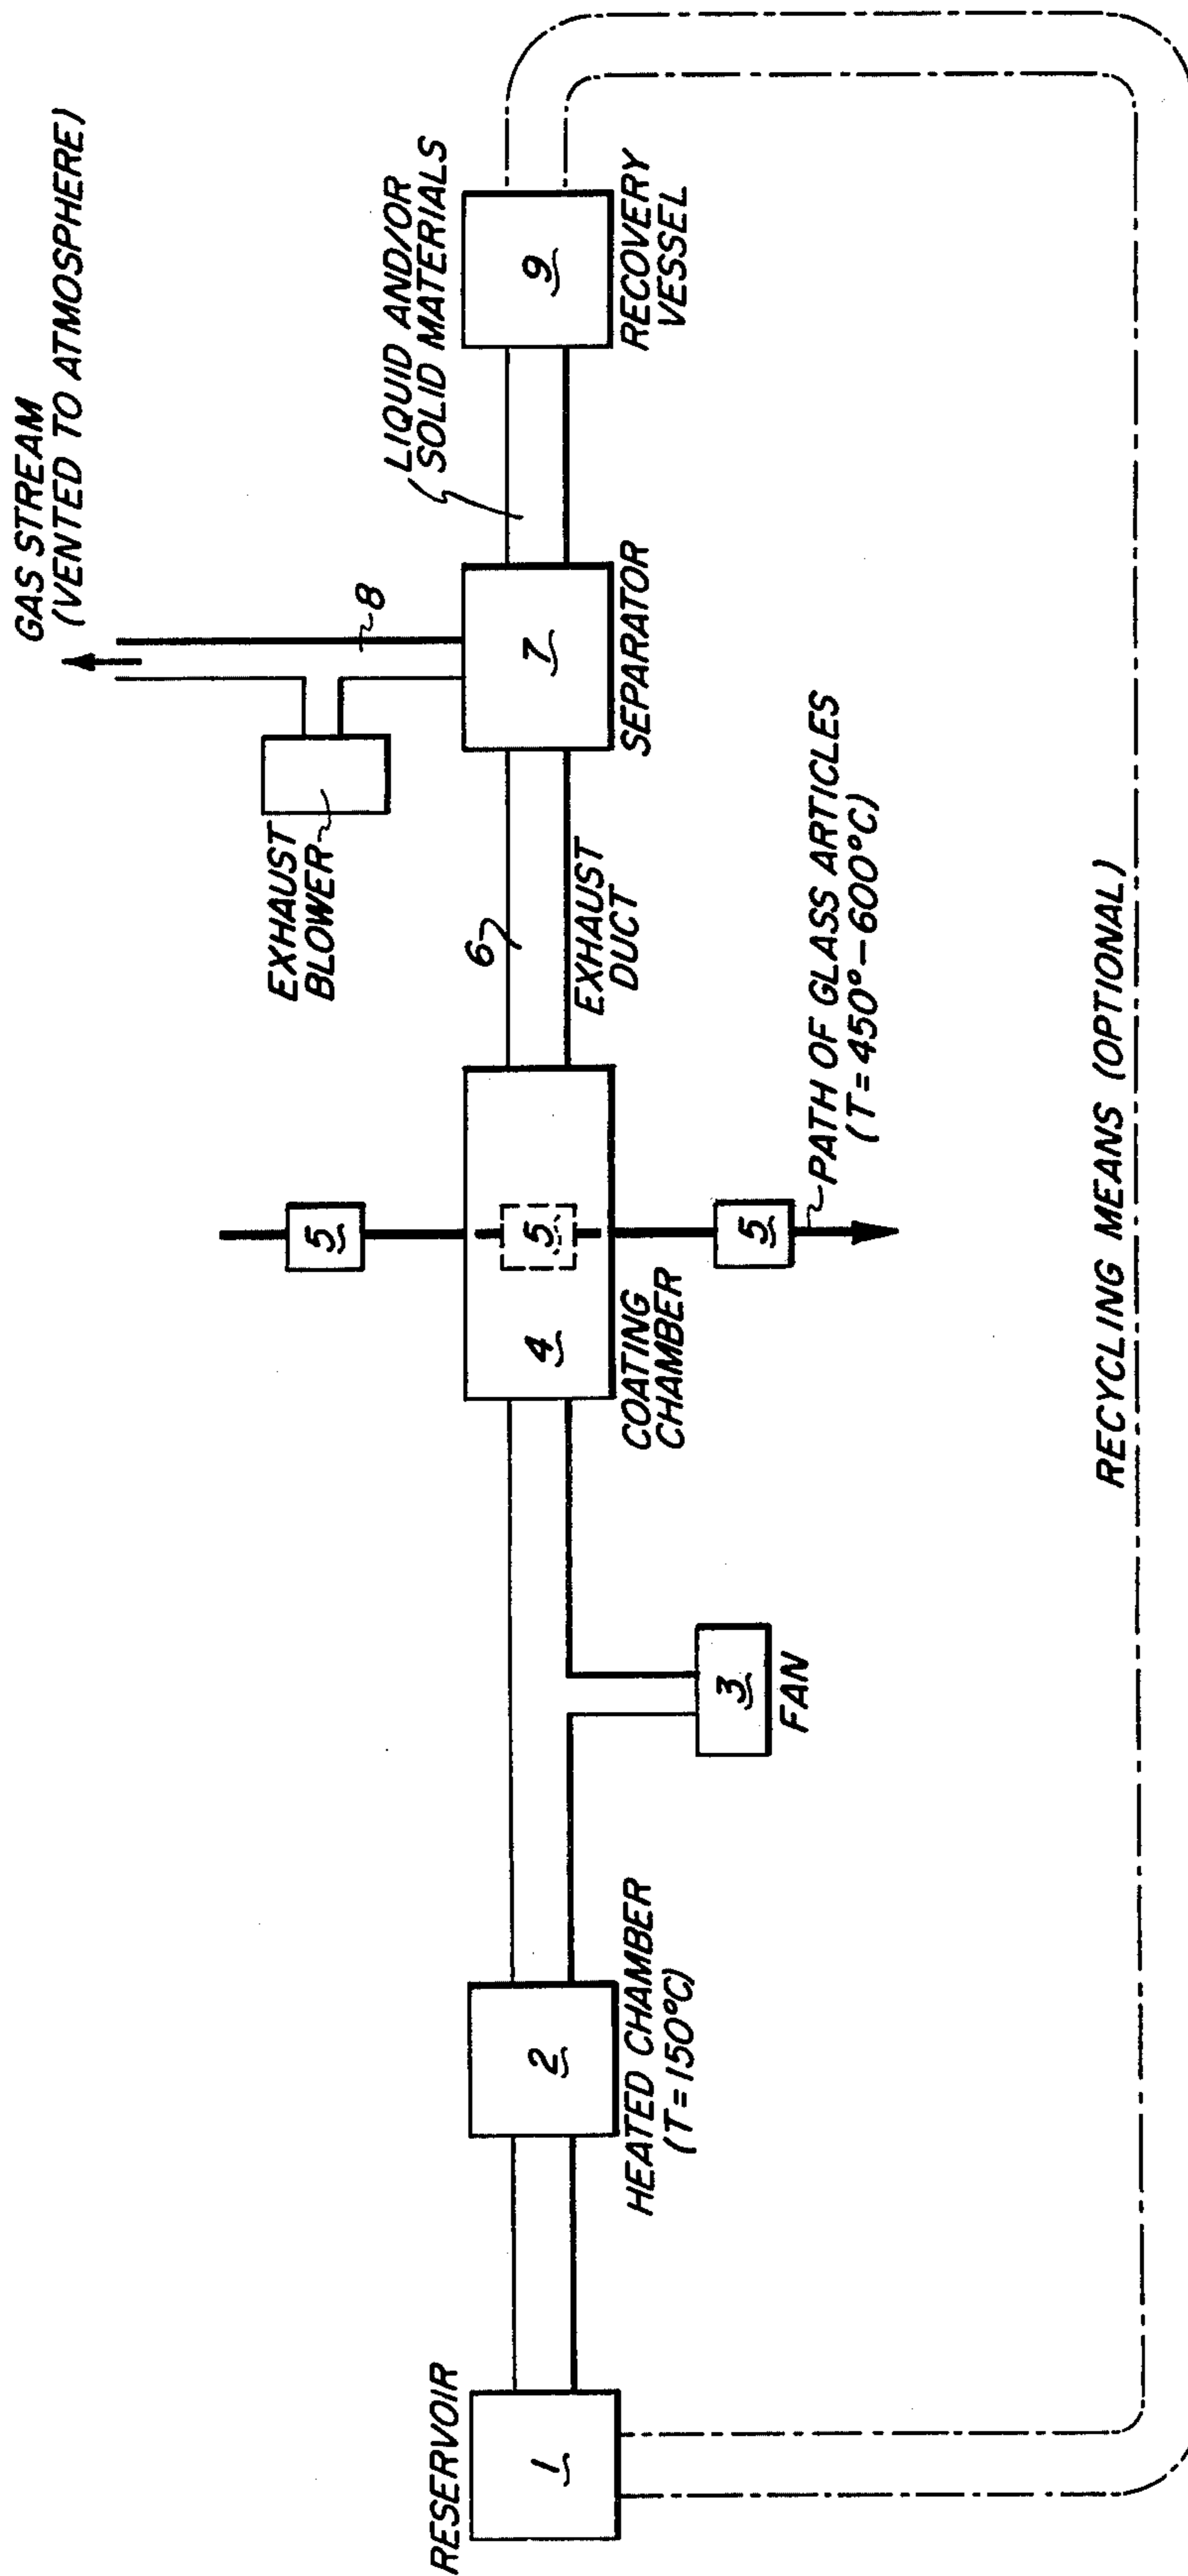 GAS STREAM
(VENTED TO ATMOSPHERE)
EXHAUST
BLOWER
8
LIQUID AND/OR
SOLID MATERIALS
RESERVOIR
1
2
HEATED CHAMBER
(T=150°C)
3
FAN
4
COATING
CHAMBER
5
5
5
PATH OF GLASS ARTICLES
(T=450°-600°C)
6
EXHAUST
DUCT
7
SEPARATOR
9
RECOVERY
VESSEL
RECYCLING MEANS (OPTIONAL)